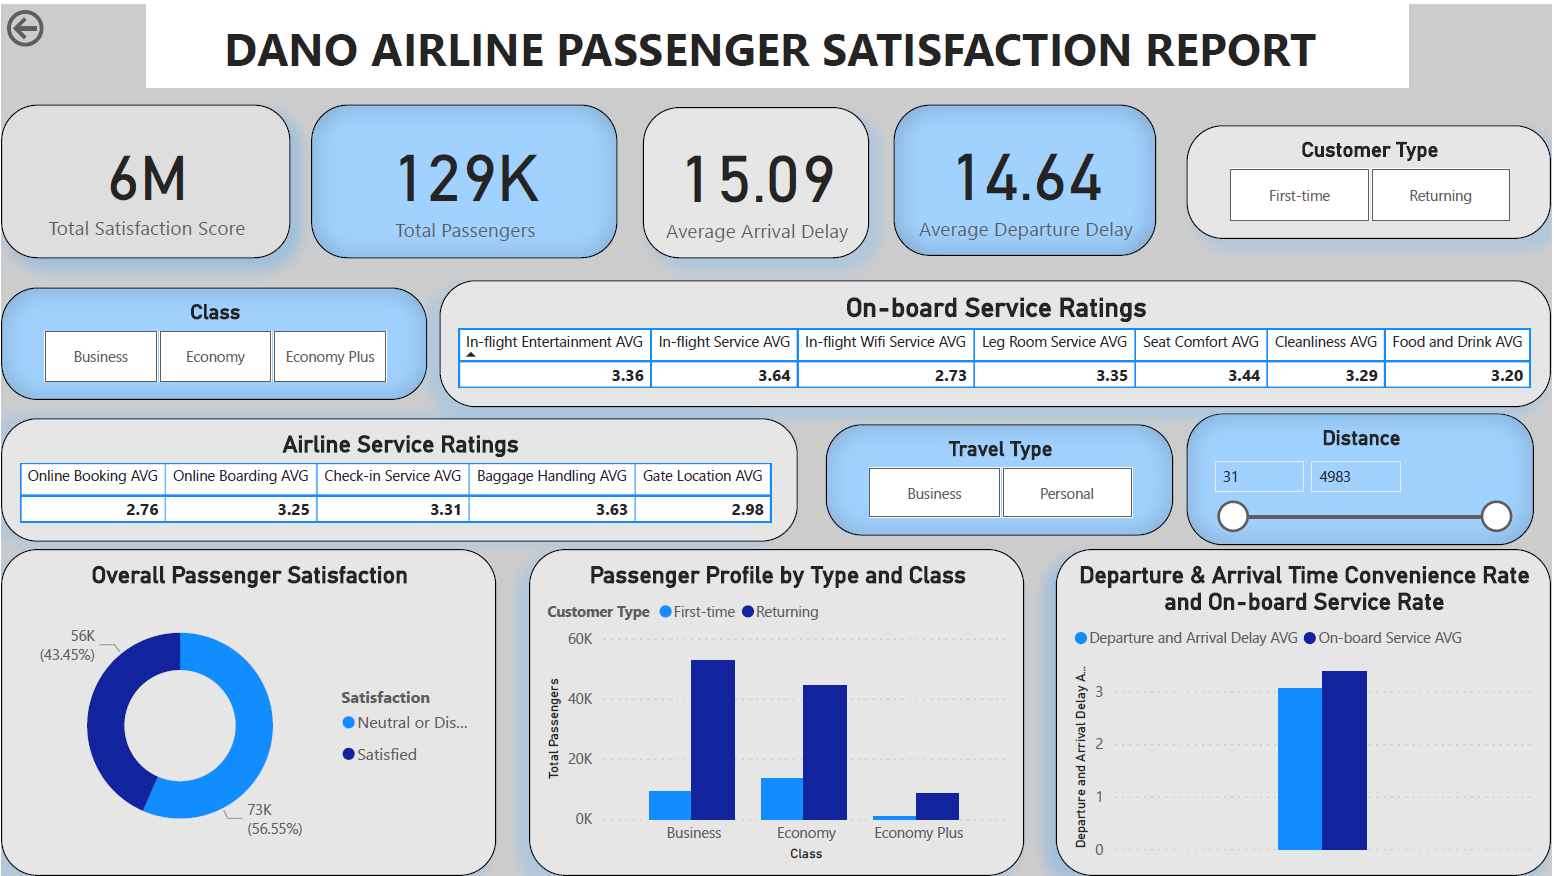 DANO AIRLINE PASSENGER SATISFACTION REPORT
6M
Total Satisfaction Score
129K
Total Passengers
15.09
Average Arrival Delay
14.64
Average Departure Delay
Customer Type
First-time
Returning
Class
Business
Economy
Economy Plus
On-board Service Ratings
In-flight Entertainment AVG In-flight Service AVG In-flight Wifi Service AVG Leg Room Service AVG Seat Comfort AVG Cleanliness AVG Food and Drink AVG
3.36 3.64 2.73 3.35 3.44 3.29 3.20
Airline Service Ratings
Online Booking AVG Online Boarding AVG Check-in Service AVG Baggage Handling AVG Gate Location AVG
2.76 3.25 3.31 3.63 2.98
Travel Type
Business
Personal
Distance
31
4983
Overall Passenger Satisfaction
56K
(43.45%)
Satisfaction
Neutral or Dis...
Satisfied
73K
(56.55%)
Passenger Profile by Type and Class
Customer Type First-time Returning
Total Passengers
60K
40K
20K
0K
Business
Economy
Economy Plus
Class
Departure & Arrival Time Convenience Rate
and On-board Service Rate
Departure and Arrival Delay AVG On-board Service AVG
Departure and Arrival Delay A...
3
2
1
0